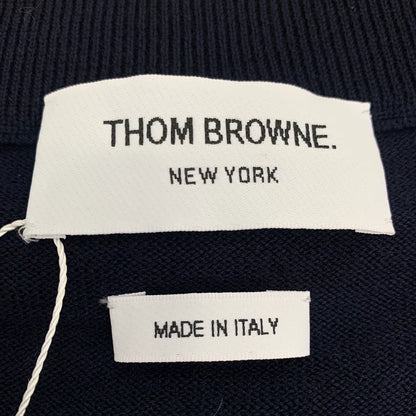 THOM BROWNE.
NEW YORK
MADE IN ITALY